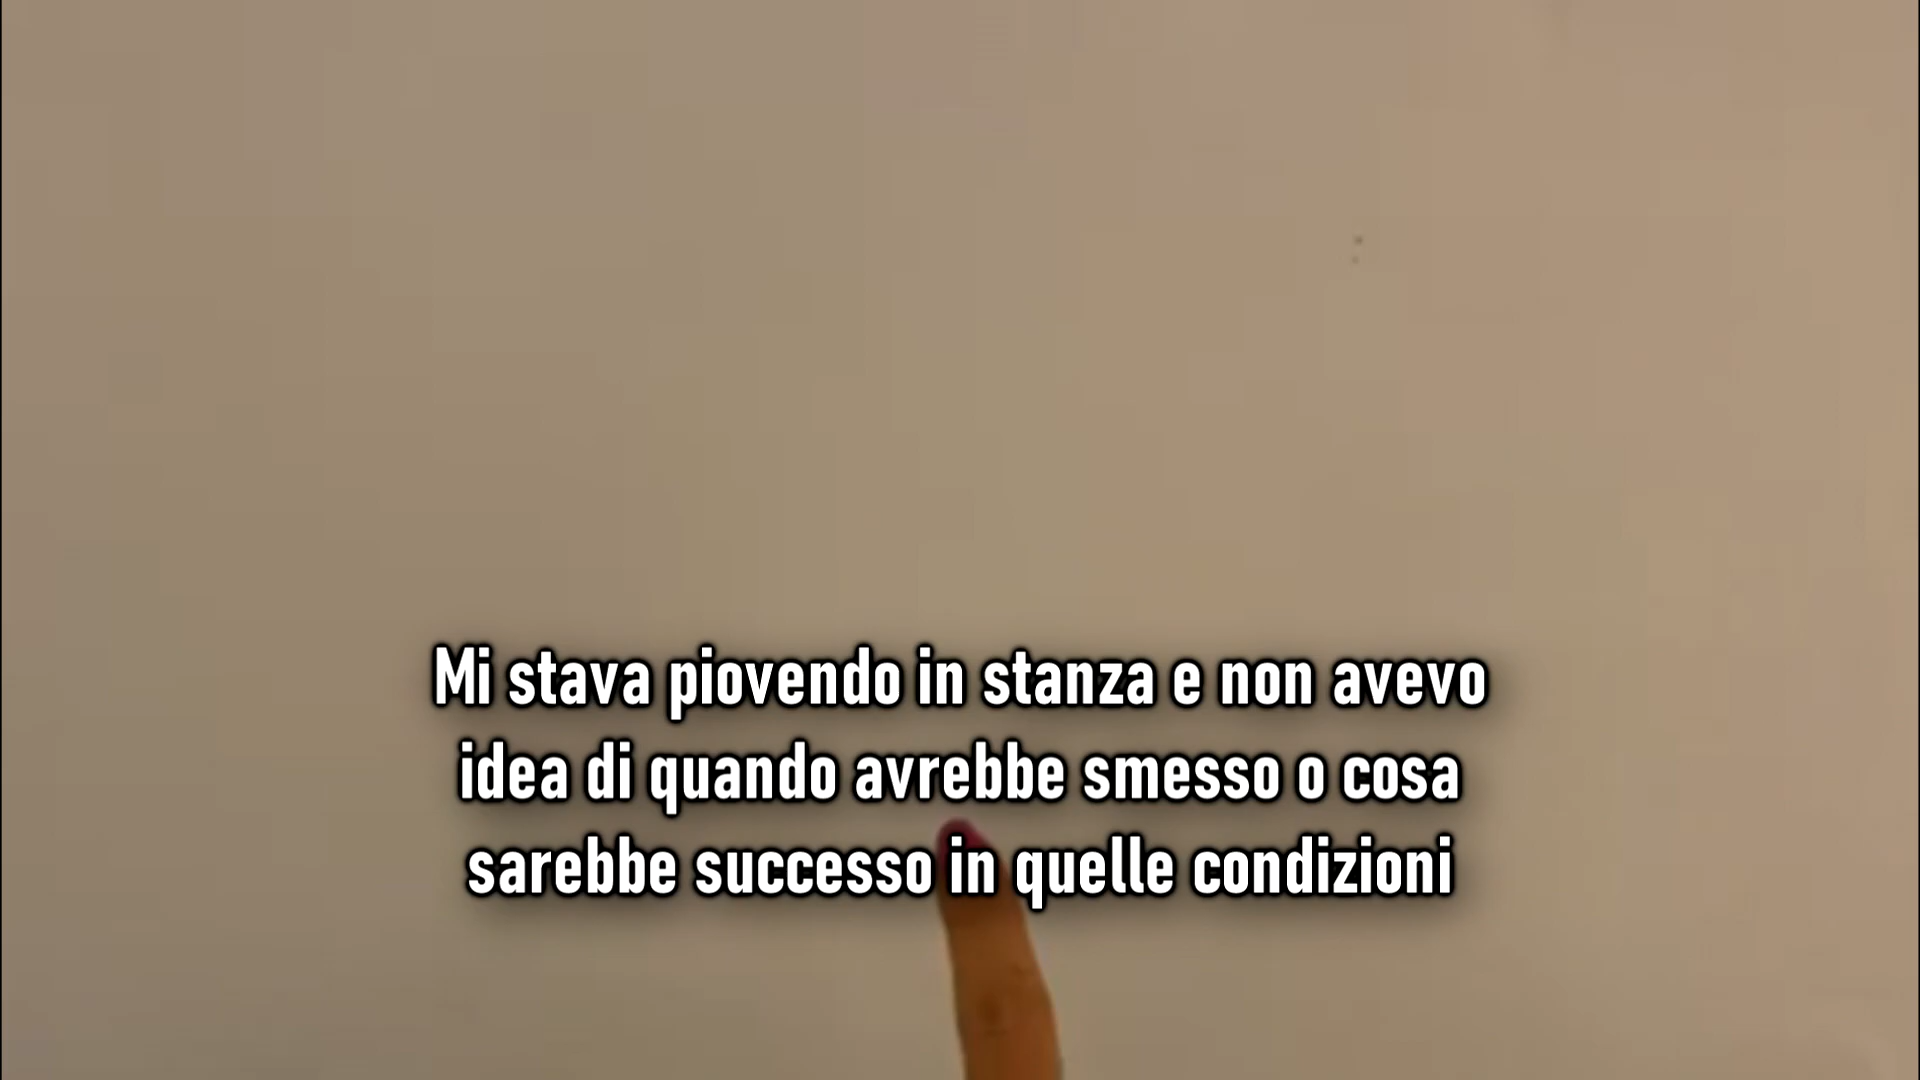 Mi stava piovendo in stanza e non avevo
idea di quando avrebbe smesso o cosa
sarebbe successo in quelle condizioni